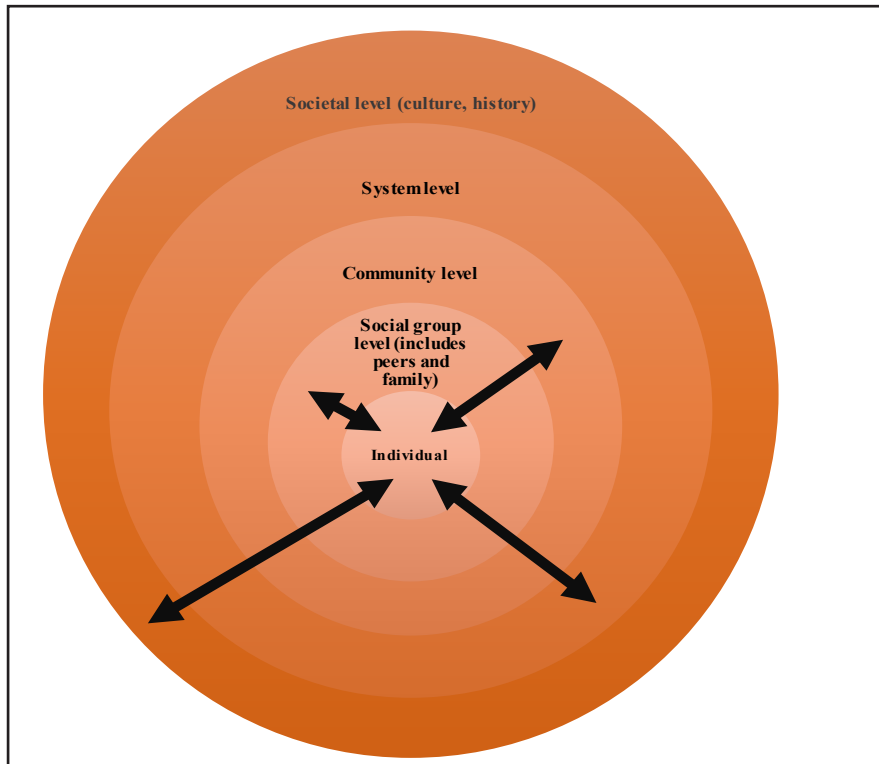 Societal level (culture, history)
System level
Community level
Social group
level (includes
peers and
family)
Individual